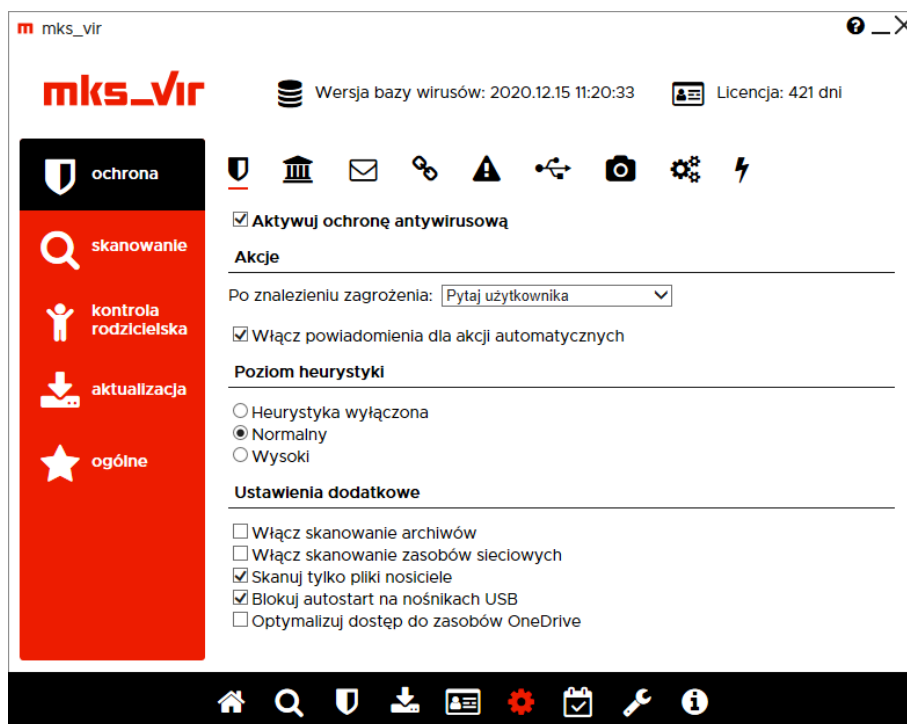 mks_vir
mks_vir
Wersja bazy wirusów: 2020.12.15 11:20:33
Licencja: 421 dni
ochrona
skanowanie
kontrola
rodzicielska
aktualizacja
ogólne
Aktywuj ochronę antywirusową
Akcje
Po znalezieniu zagrożenia: Pytaj użytkownika
Włącz powiadomienia dla akcji automatycznych
Poziom heurystyki
Heurystyka wyłączona
Normalny
Wysoki
Ustawienia dodatkowe
Włącz skanowanie archiwów
Włącz skanowanie zasobów sieciowych
Skanuj tylko pliki nosiciele
Blokuj autostart na nośnikach USB
Optymalizuj dostęp do zasobów OneDrive